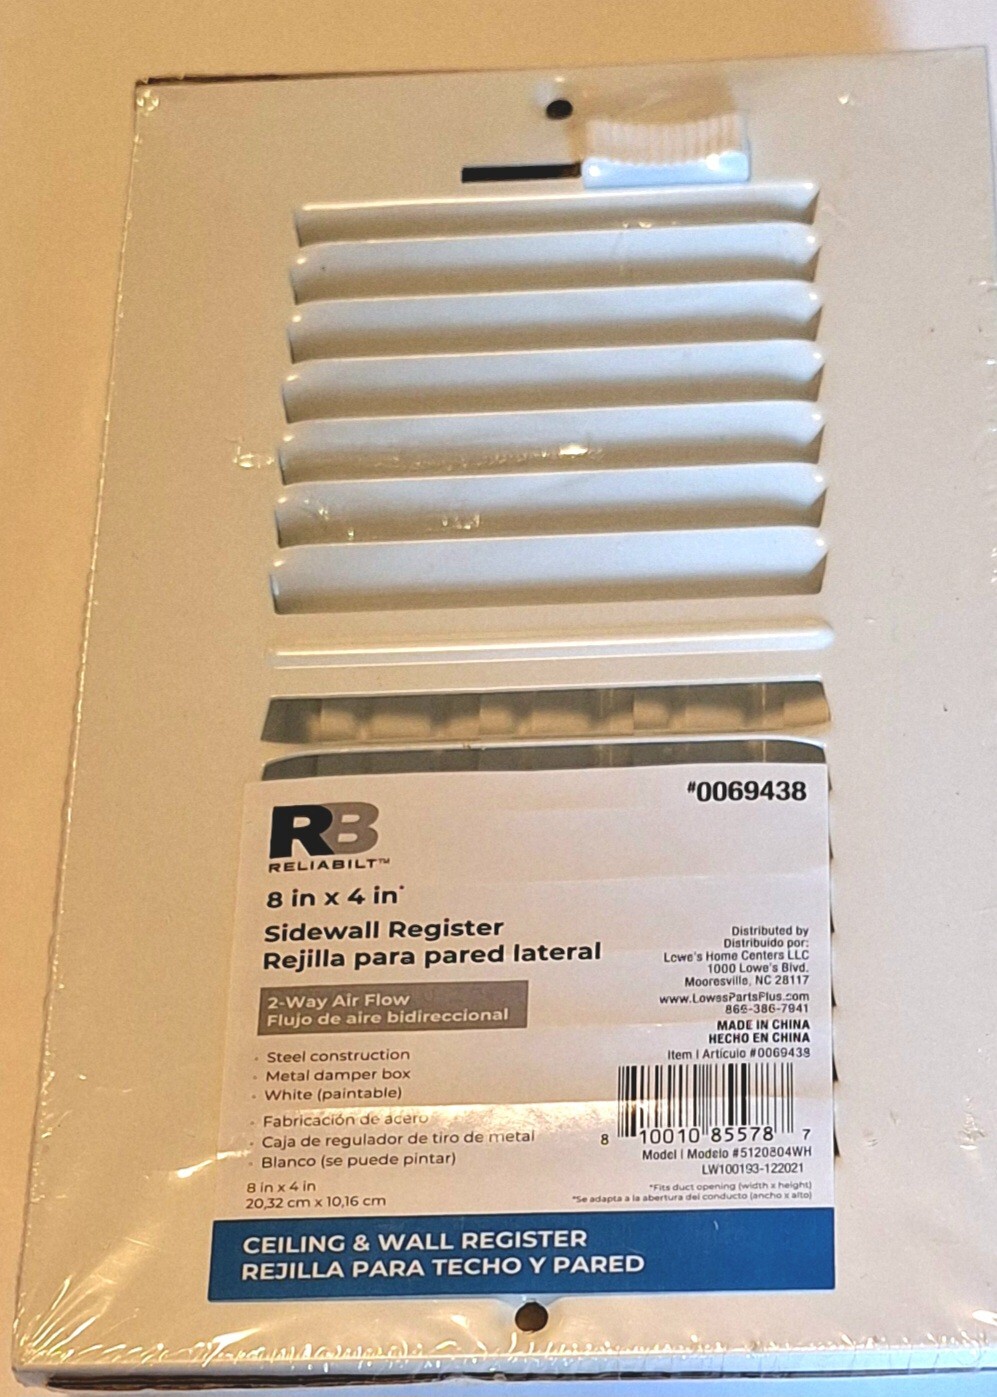 #0069438
RB
RELIABILT™
8 in x 4 in*
Sidewall Register
Rejilla para pared lateral
2-Way Air Flow
Flujo de aire bidireccional
· Steel construction
· Metal damper box
· White (paintable)
· Fabricación de acero
· Caja de regulador de tiro de metal
· Blanco (se puede pintar)
8 in x 4 in
20,32 cm x 10,16 cm
Distributed by
Distribuido por:
Lowe's Home Centers LLC
1000 Lowe's Blvd.
Mooresville, NC 28117
www.LowesPartsPlus.com
866-386-7941
MADE IN CHINA
HECHO EN CHINA
Item | Artículo #0069438
8 10010 85578 7
Model | Modelo #5120804WH
LW100193-122021
*Fits duct opening (width x height)
*Se adapta a la abertura del conducto (ancho x alto)
CEILING & WALL REGISTER
REJILLA PARA TECHO Y PARED